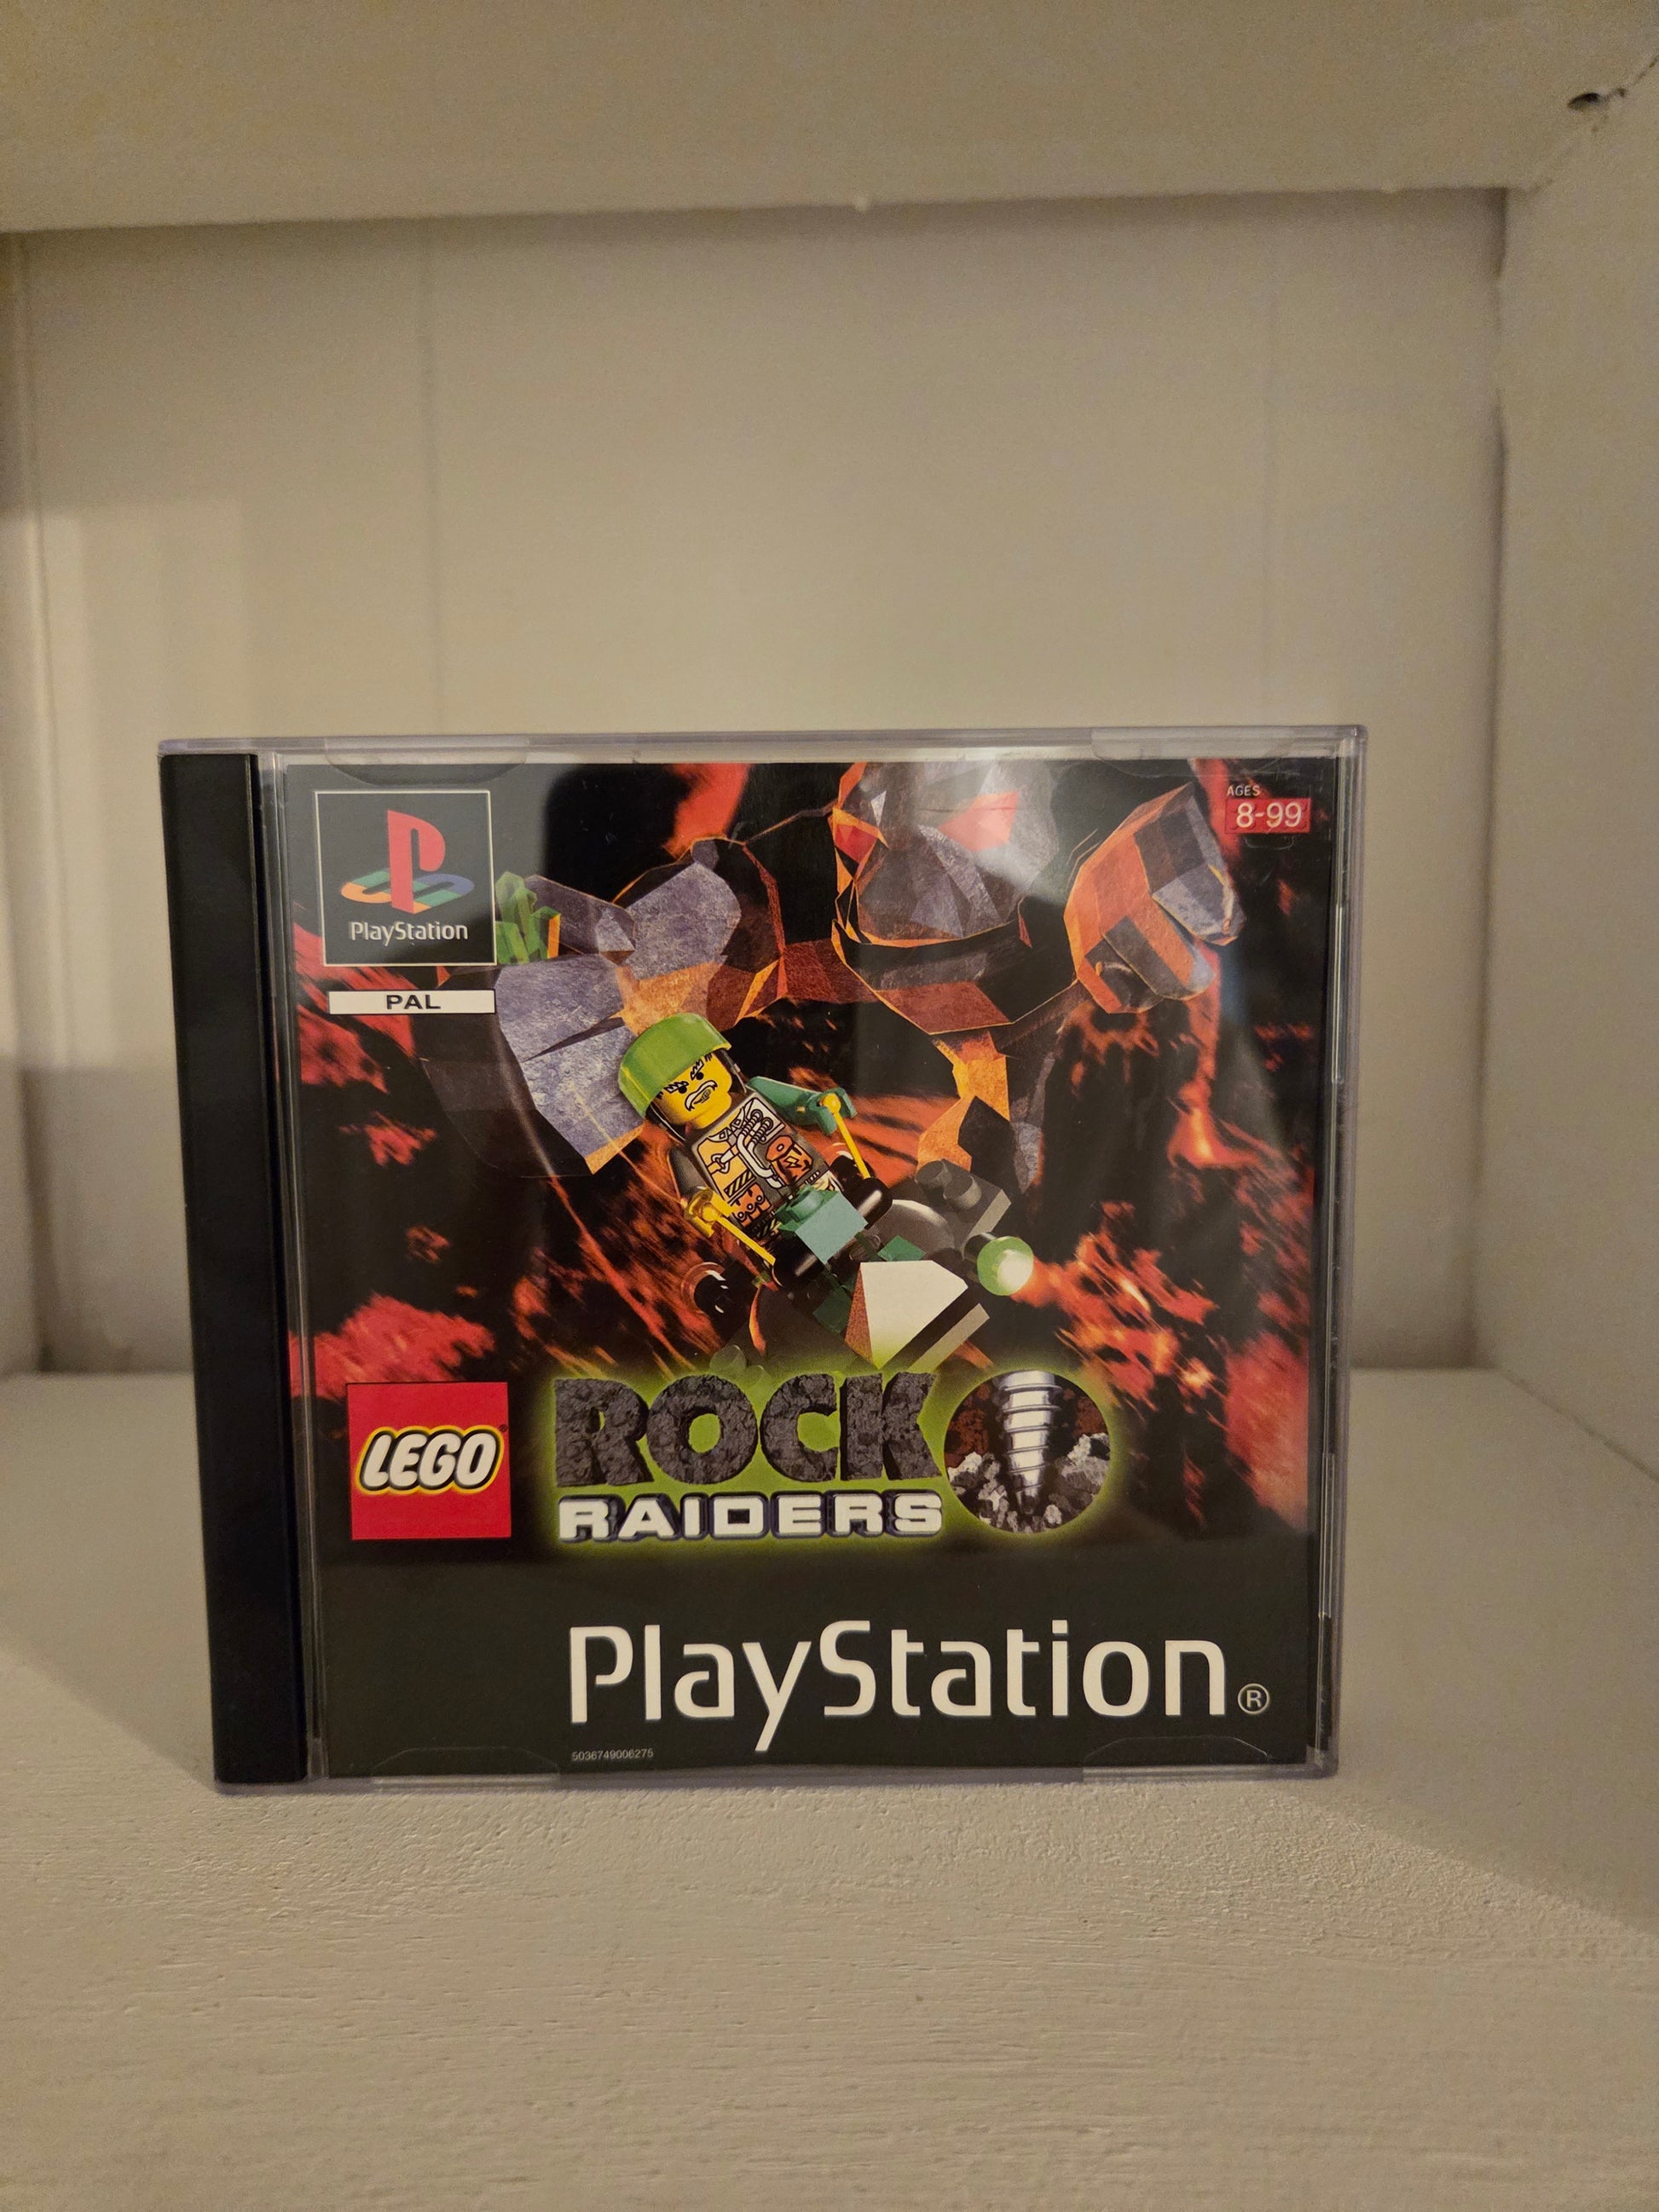 PlayStation
PAL
AGES
8-99
LEGO®
ROCK
RAIDERS
PlayStation®
5036749006275